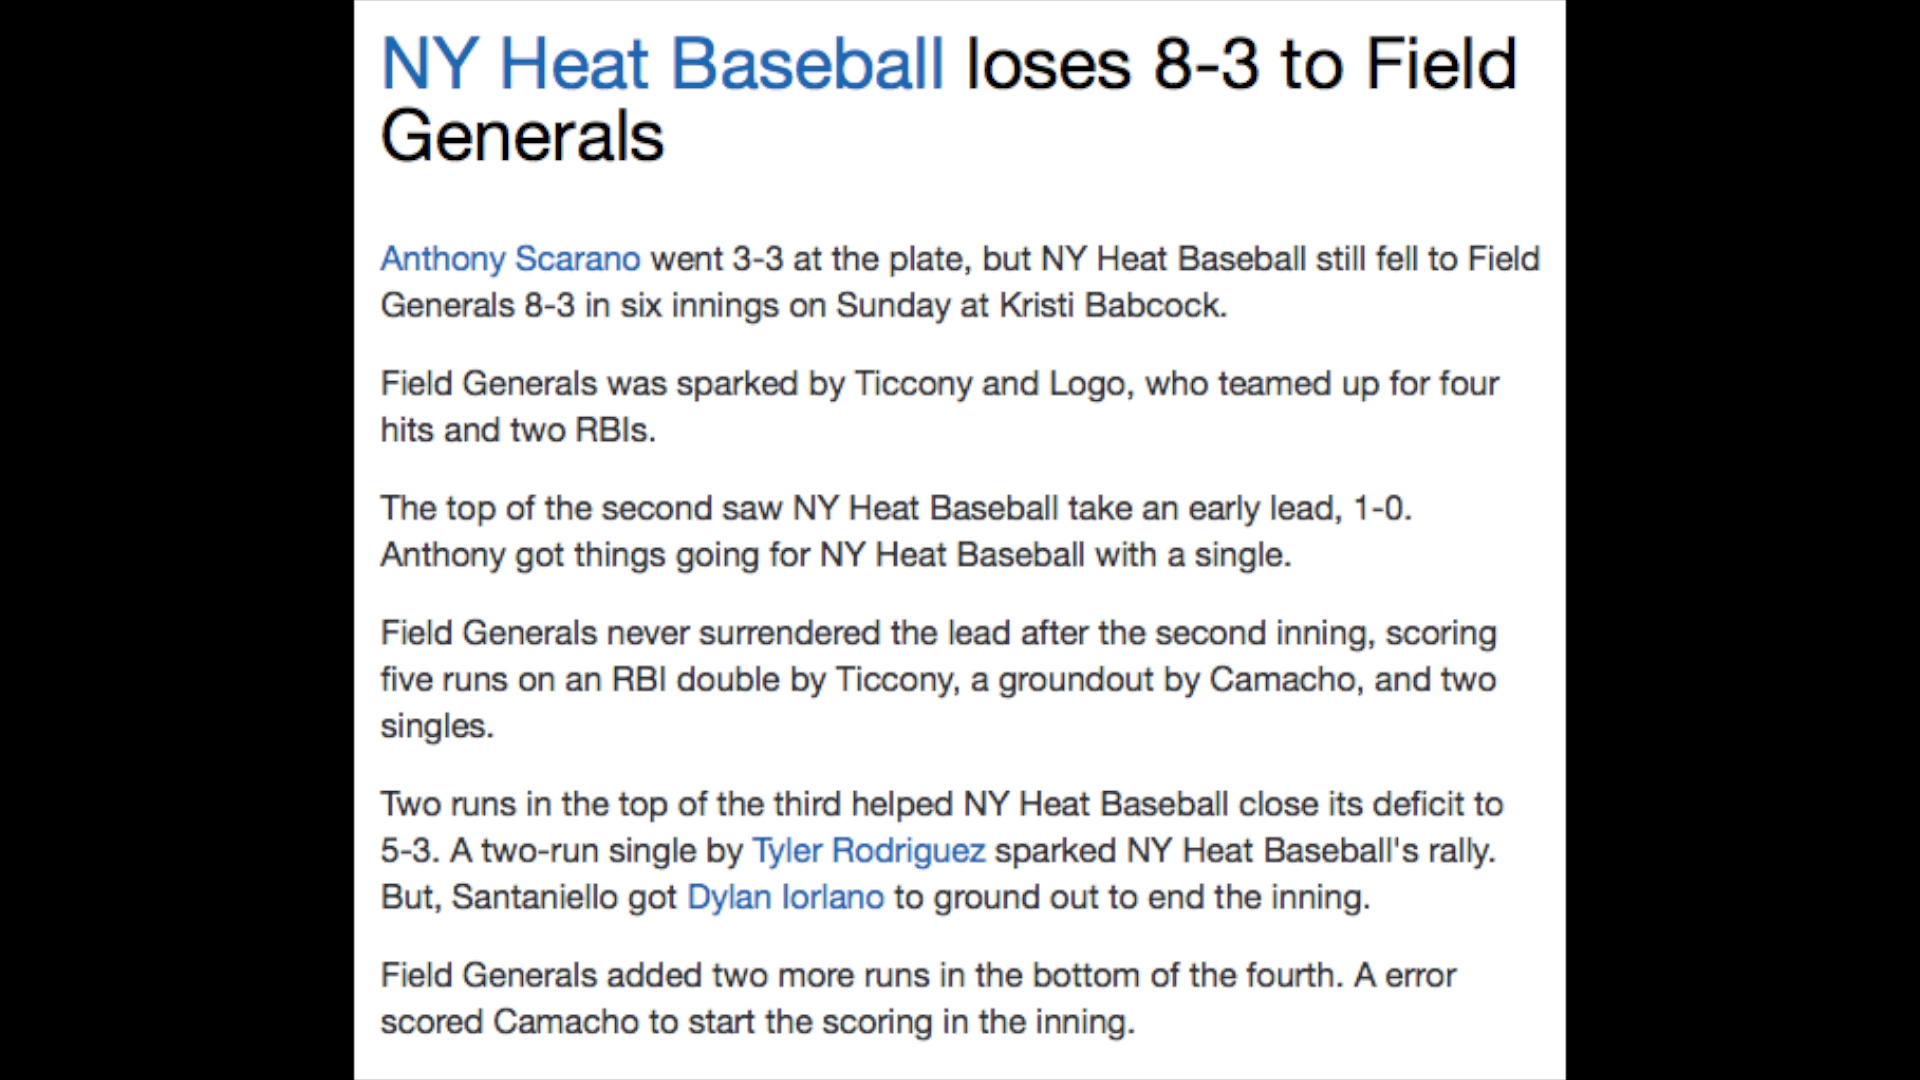 NY Heat Baseball loses 8-3 to Field
Generals
Anthony Scarano went 3-3 at the plate, but NY Heat Baseball still fell to Field
Generals 8-3 in six innings on Sunday at Kristi Babcock.
Field Generals was sparked by Ticcony and Logo, who teamed up for four
hits and two RBIs.
The top of the second saw NY Heat Baseball take an early lead, 1-0.
Anthony got things going for NY Heat Baseball with a single.
Field Generals never surrendered the lead after the second inning, scoring
five runs on an RBI double by Ticcony, a groundout by Camacho, and two
singles.
Two runs in the top of the third helped NY Heat Baseball close its deficit to
5-3. A two-run single by Tyler Rodriguez sparked NY Heat Baseball's rally.
But, Santaniello got Dylan Iorlano to ground out to end the inning.
Field Generals added two more runs in the bottom of the fourth. A error
scored Camacho to start the scoring in the inning.